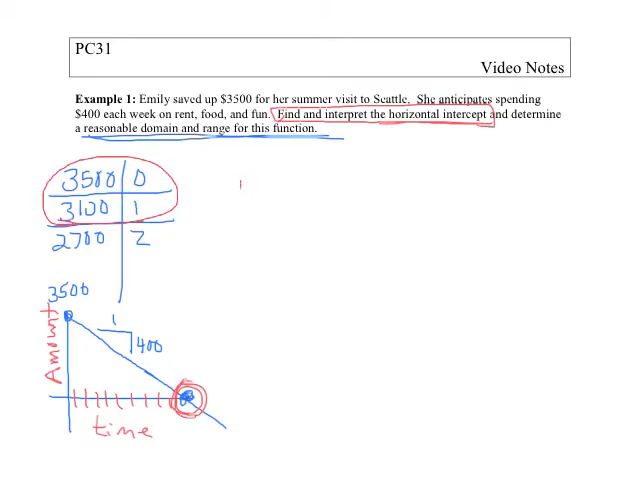 PC31
Video Notes
Example 1: Emily saved up $3500 for her summer visit to Seattle. She anticipates spending
$400 each week on rent, food, and fun. Find and interpret the horizontal intercept and determine
a reasonable domain and range for this function.
3500 0
3100 1
2700 2
3500
1
400
Amount
time